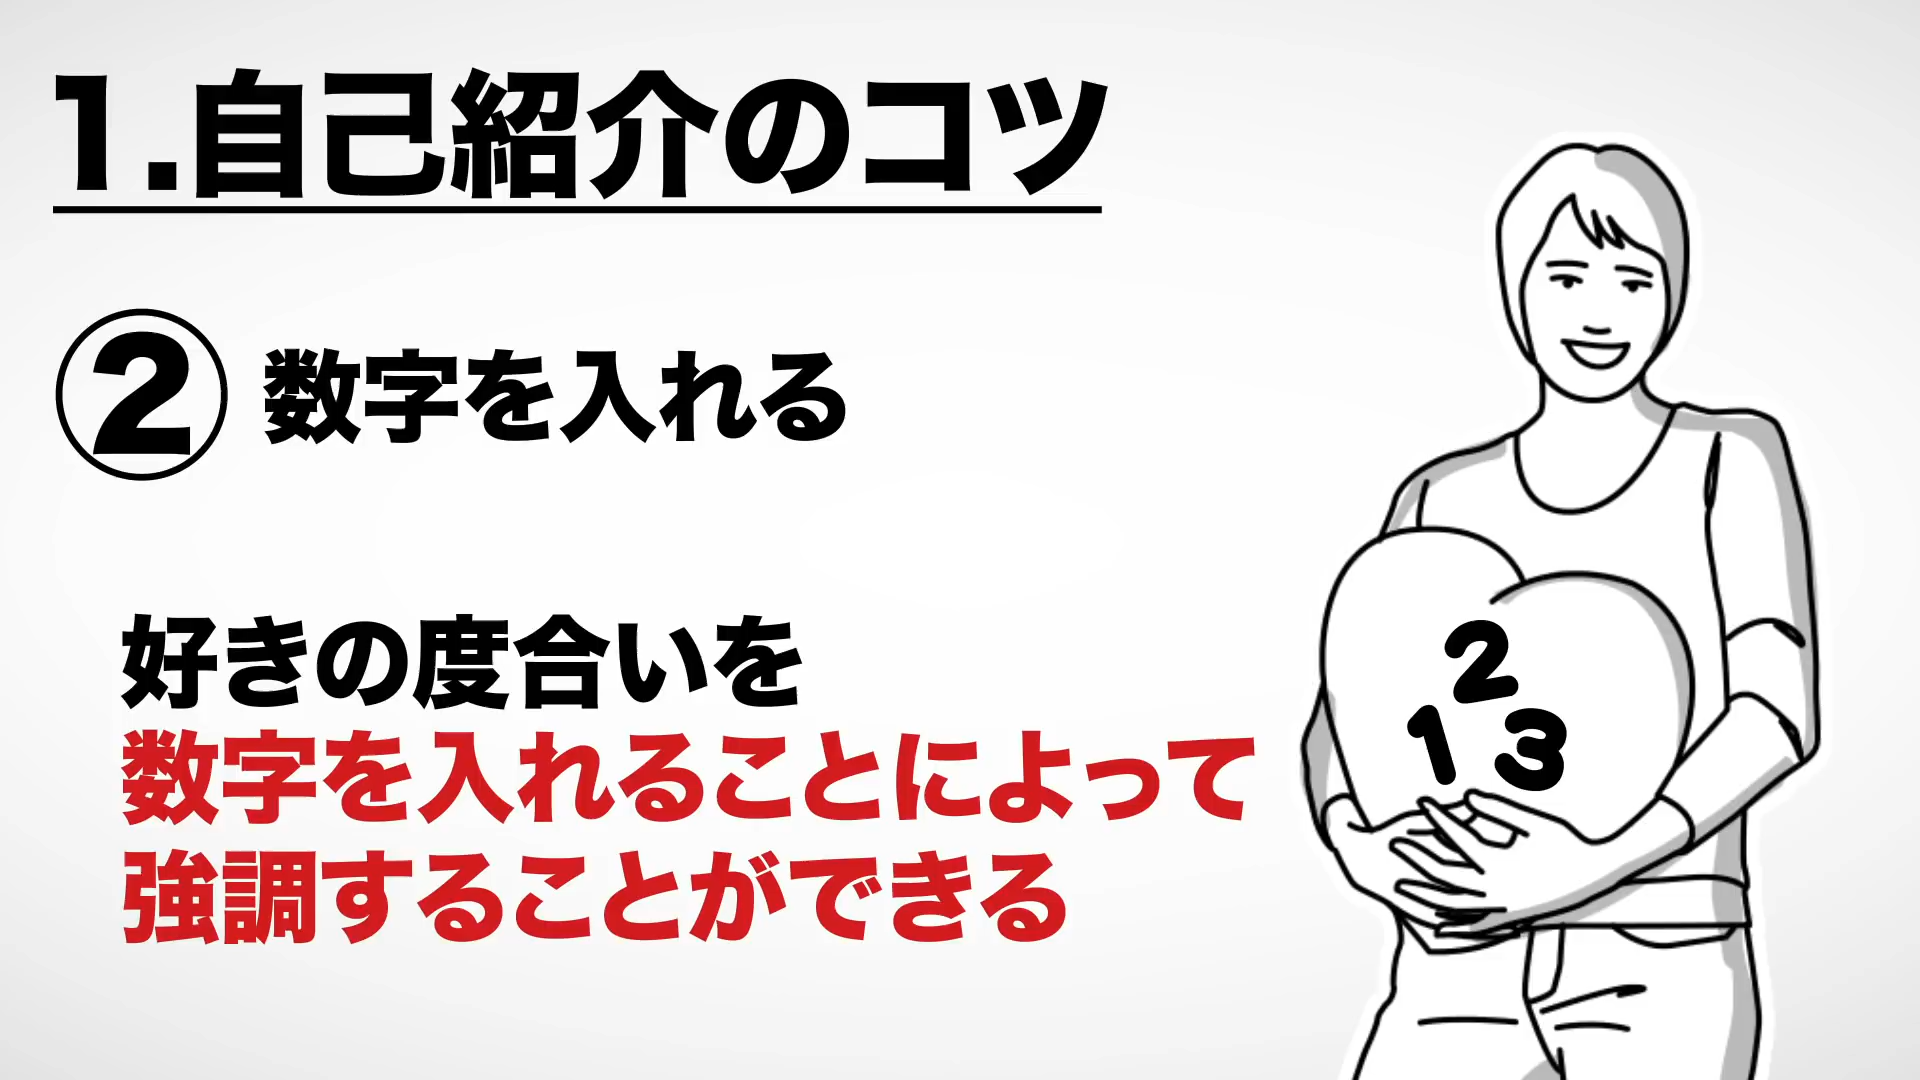 1.自己紹介のコツ
② 数字を入れる
好きの度合いを
数字を入れることによって
強調することができる
2
1 3